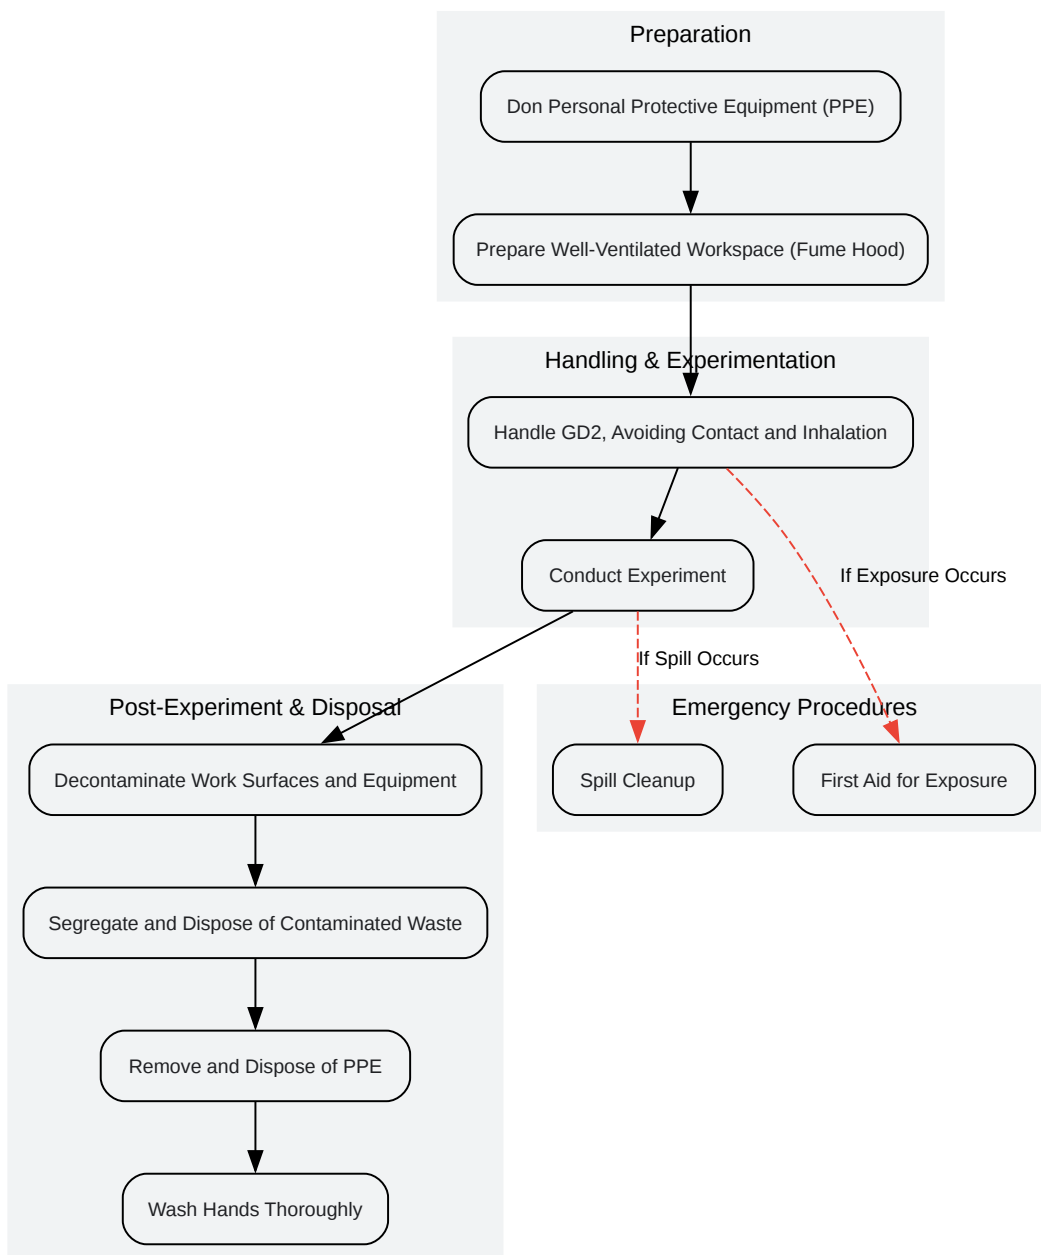 Preparation
Don Personal Protective Equipment (PPE)
Prepare Well-Ventilated Workspace (Fume Hood)
Handling & Experimentation
Handle GD2, Avoiding Contact and Inhalation
Conduct Experiment
If Exposure Occurs
If Spill Occurs
Post-Experiment & Disposal
Decontaminate Work Surfaces and Equipment
Segregate and Dispose of Contaminated Waste
Remove and Dispose of PPE
Wash Hands Thoroughly
Emergency Procedures
Spill Cleanup
First Aid for Exposure